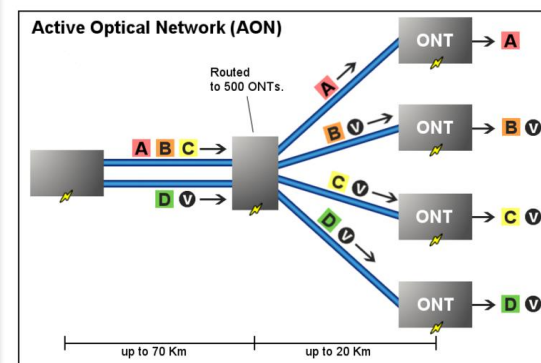 Active Optical Network (AON)
ONT
A
Routed
to 500 ONTs.
A
ONT
B V
B V
A B C
C V
ONT
C V
D V
D V
ONT
D V
up to 70 Km
up to 20 Km